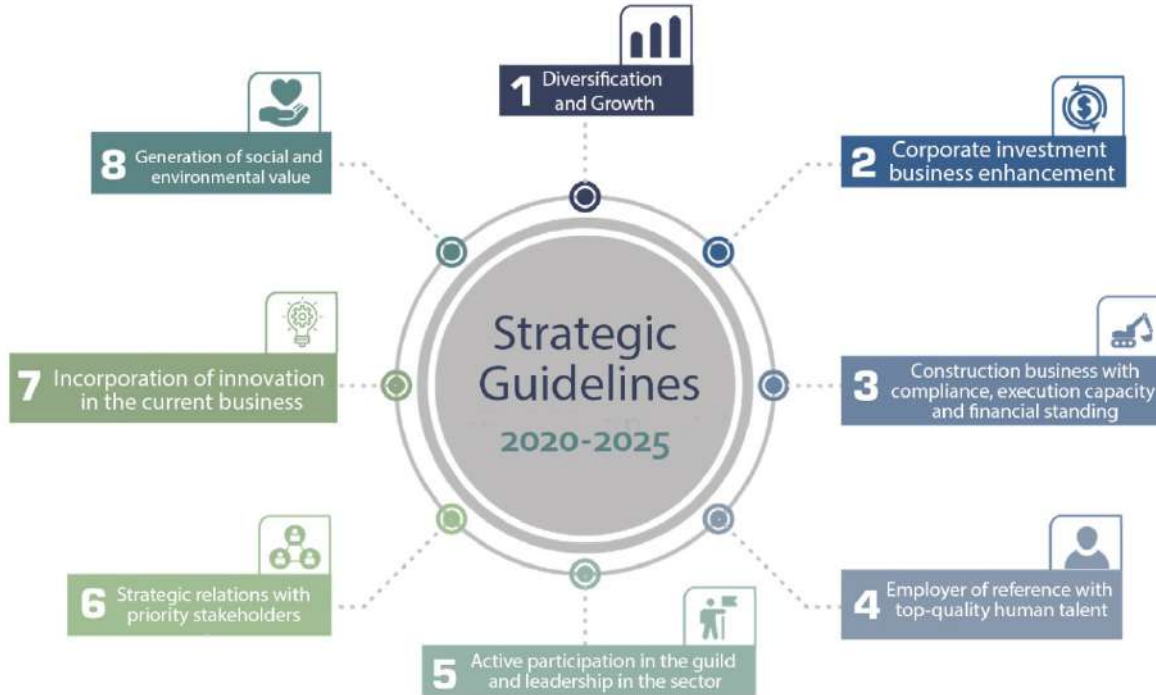 1 Diversification
and Growth
2 Corporate investment
business enhancement
3 Construction business with
compliance, execution capacity
and financial standing
4 Employer of reference with
top-quality human talent
5 Active participation in the guild
and leadership in the sector
6 Strategic relations with
priority stakeholders
7 Incorporation of innovation
in the current business
8 Generation of social and
environmental value
Strategic
Guidelines
2020-2025
$